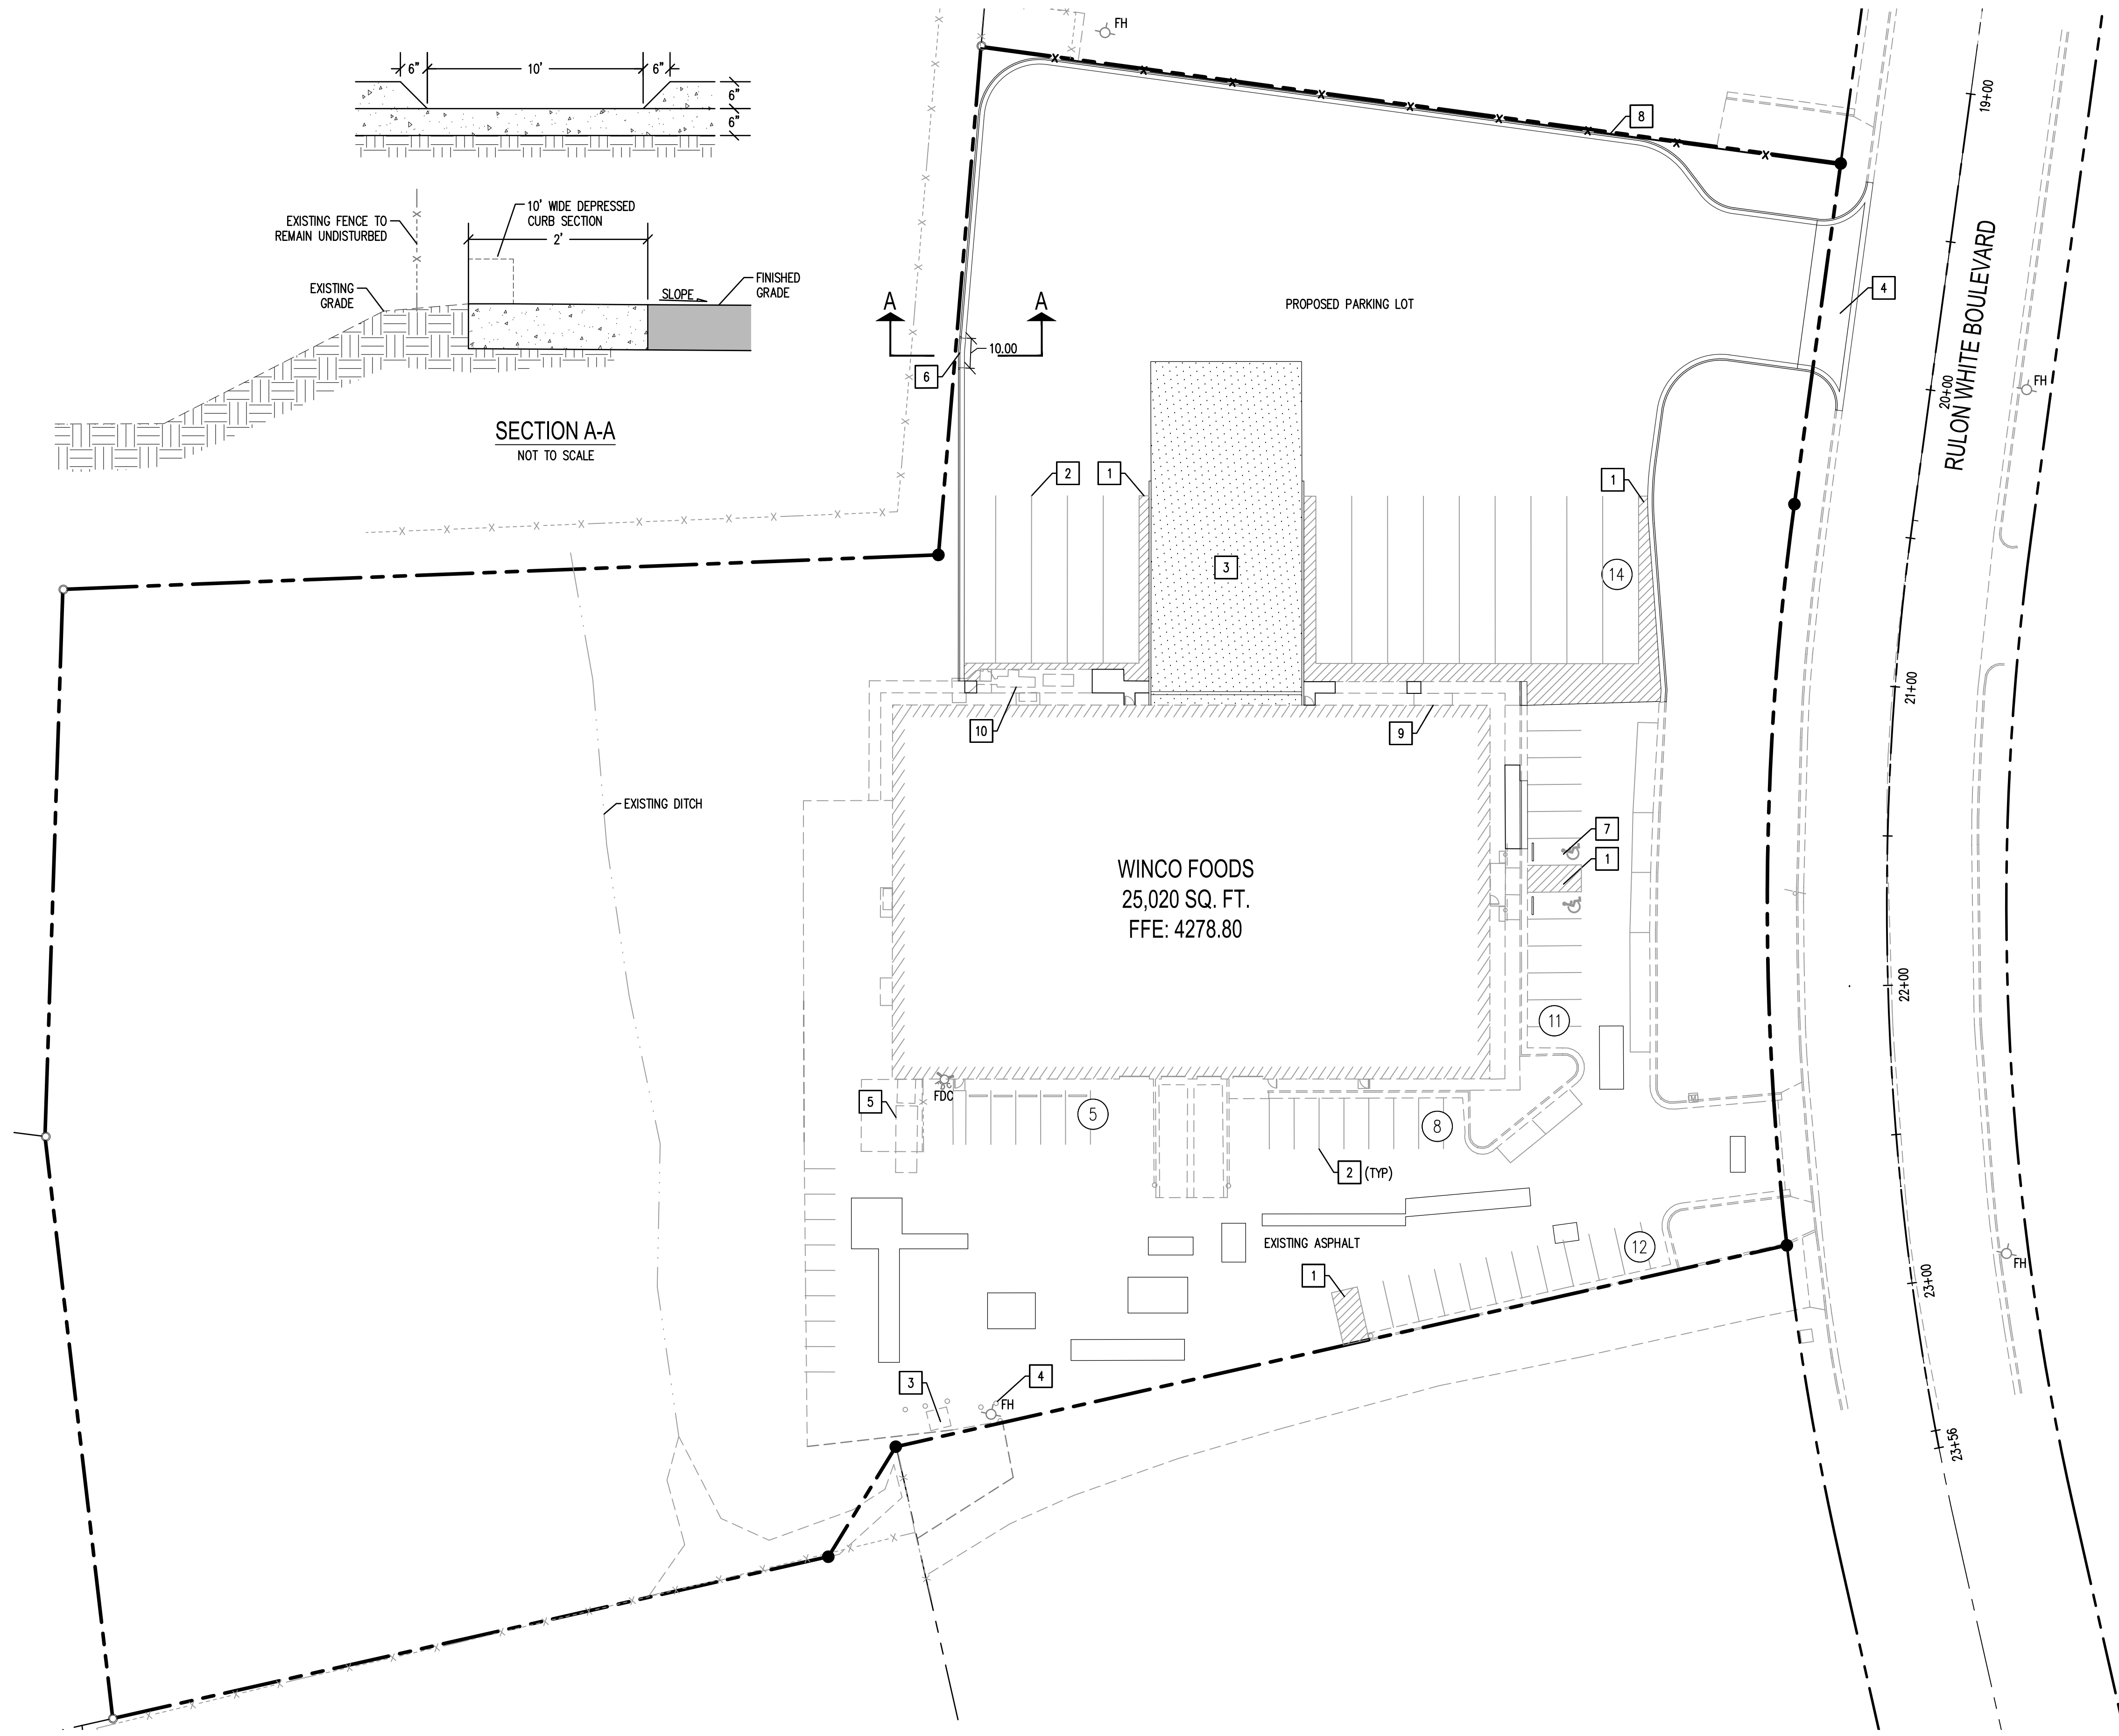 FH
6"
10'
6"
6"
6"
EXISTING FENCE TO
REMAIN UNDISTURBED
10' WIDE DEPRESSED
CURB SECTION
2'
FINISHED
GRADE
EXISTING
GRADE
SLOPE
SECTION A-A
NOT TO SCALE
A
A
10.00
6
8
19+00
4
PROPOSED PARKING LOT
RULON WHITE BOULEVARD
20+00
FH
2
1
1
3
14
21+00
10
9
EXISTING DITCH
WINCO FOODS
25,020 SQ. FT.
FFE: 4278.80
7
1
22+00
11
5
FDC
5
8
2 (TYP)
EXISTING ASPHALT
12
FH
1
23+00
3
4
FH
23+56